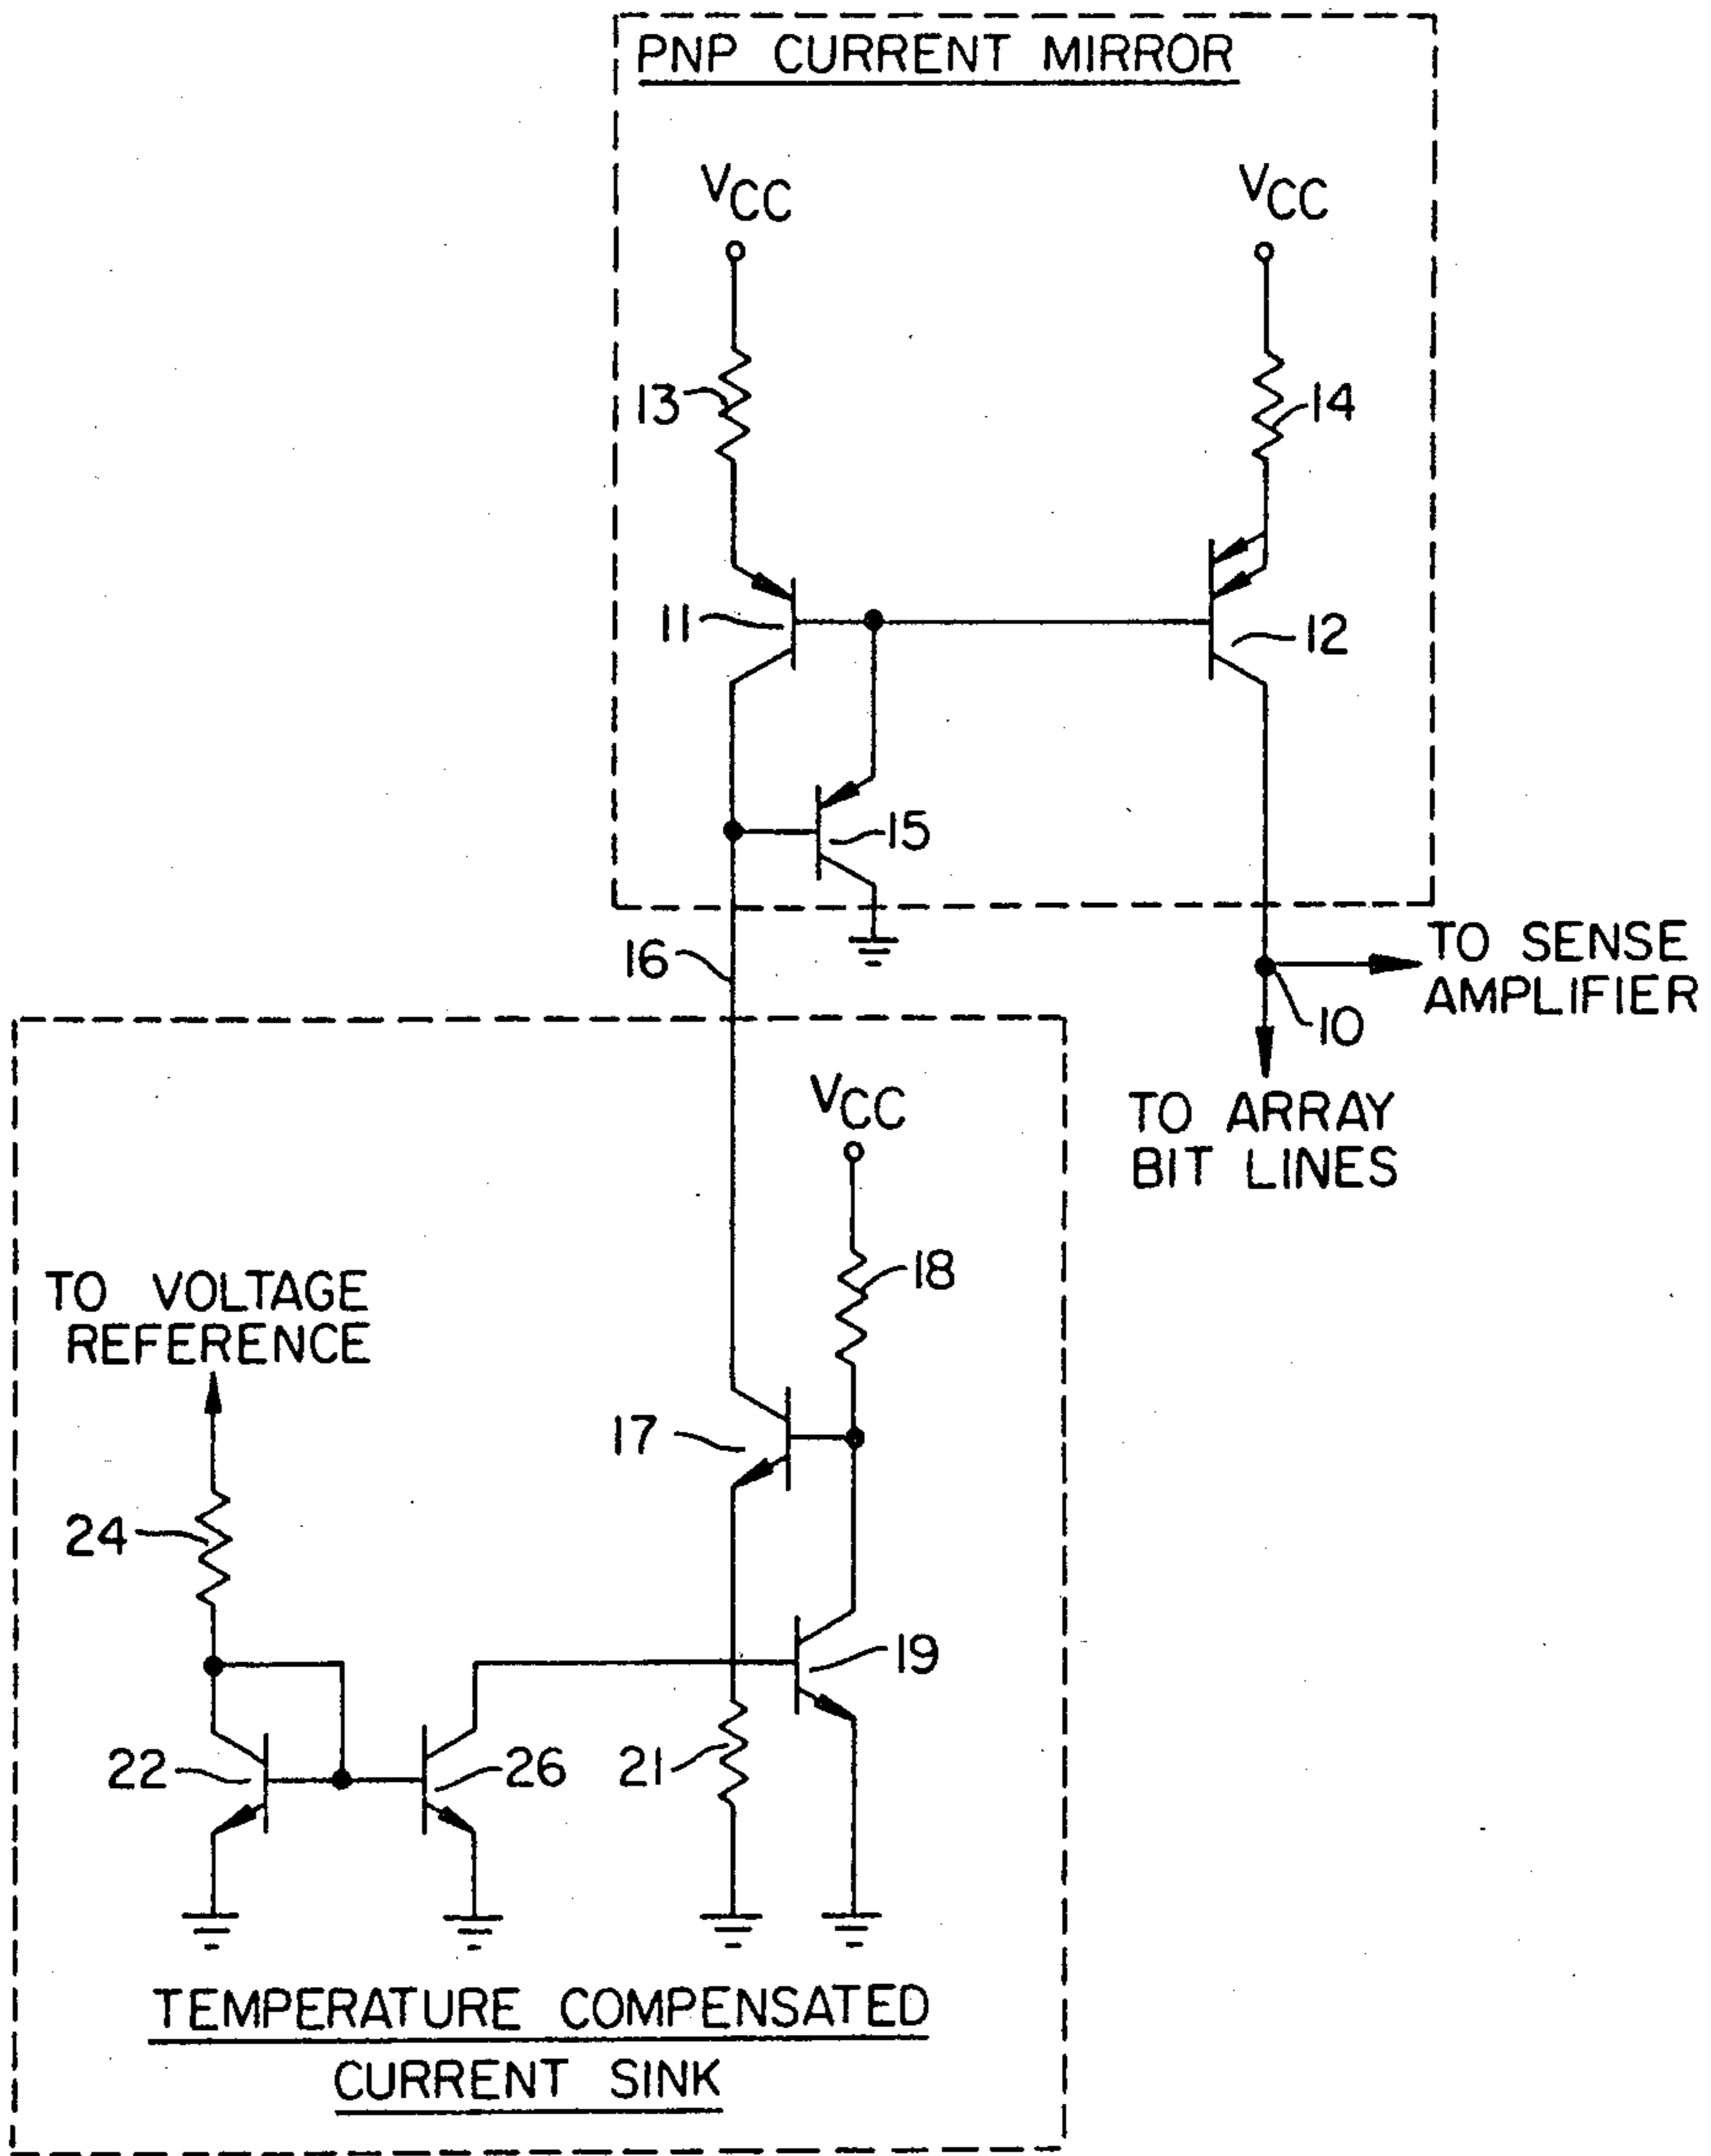 PNP CURRENT MIRROR
VCC
VCC
13
14
11
12
15
16
TO SENSE
AMPLIFIER
10
TO ARRAY
BIT LINES
VCC
18
TO VOLTAGE
REFERENCE
17
24
19
22
26
21
TEMPERATURE COMPENSATED
CURRENT SINK